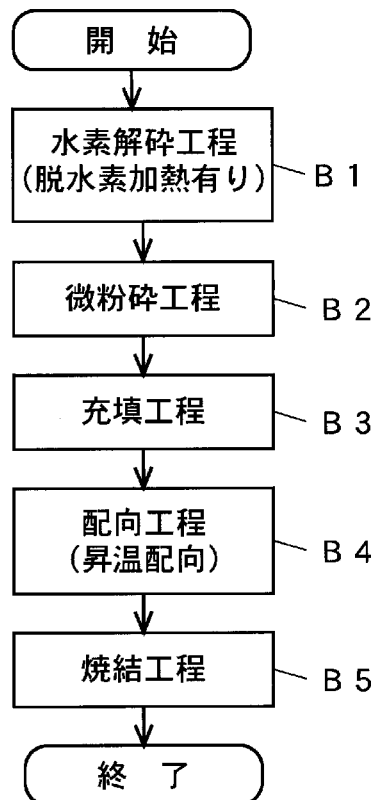 開 始
水素解砕工程
(脱水素加熱有り)
B 1
微粉砕工程
B 2
充填工程
B 3
配向工程
(昇温配向)
B 4
焼結工程
B 5
終 了